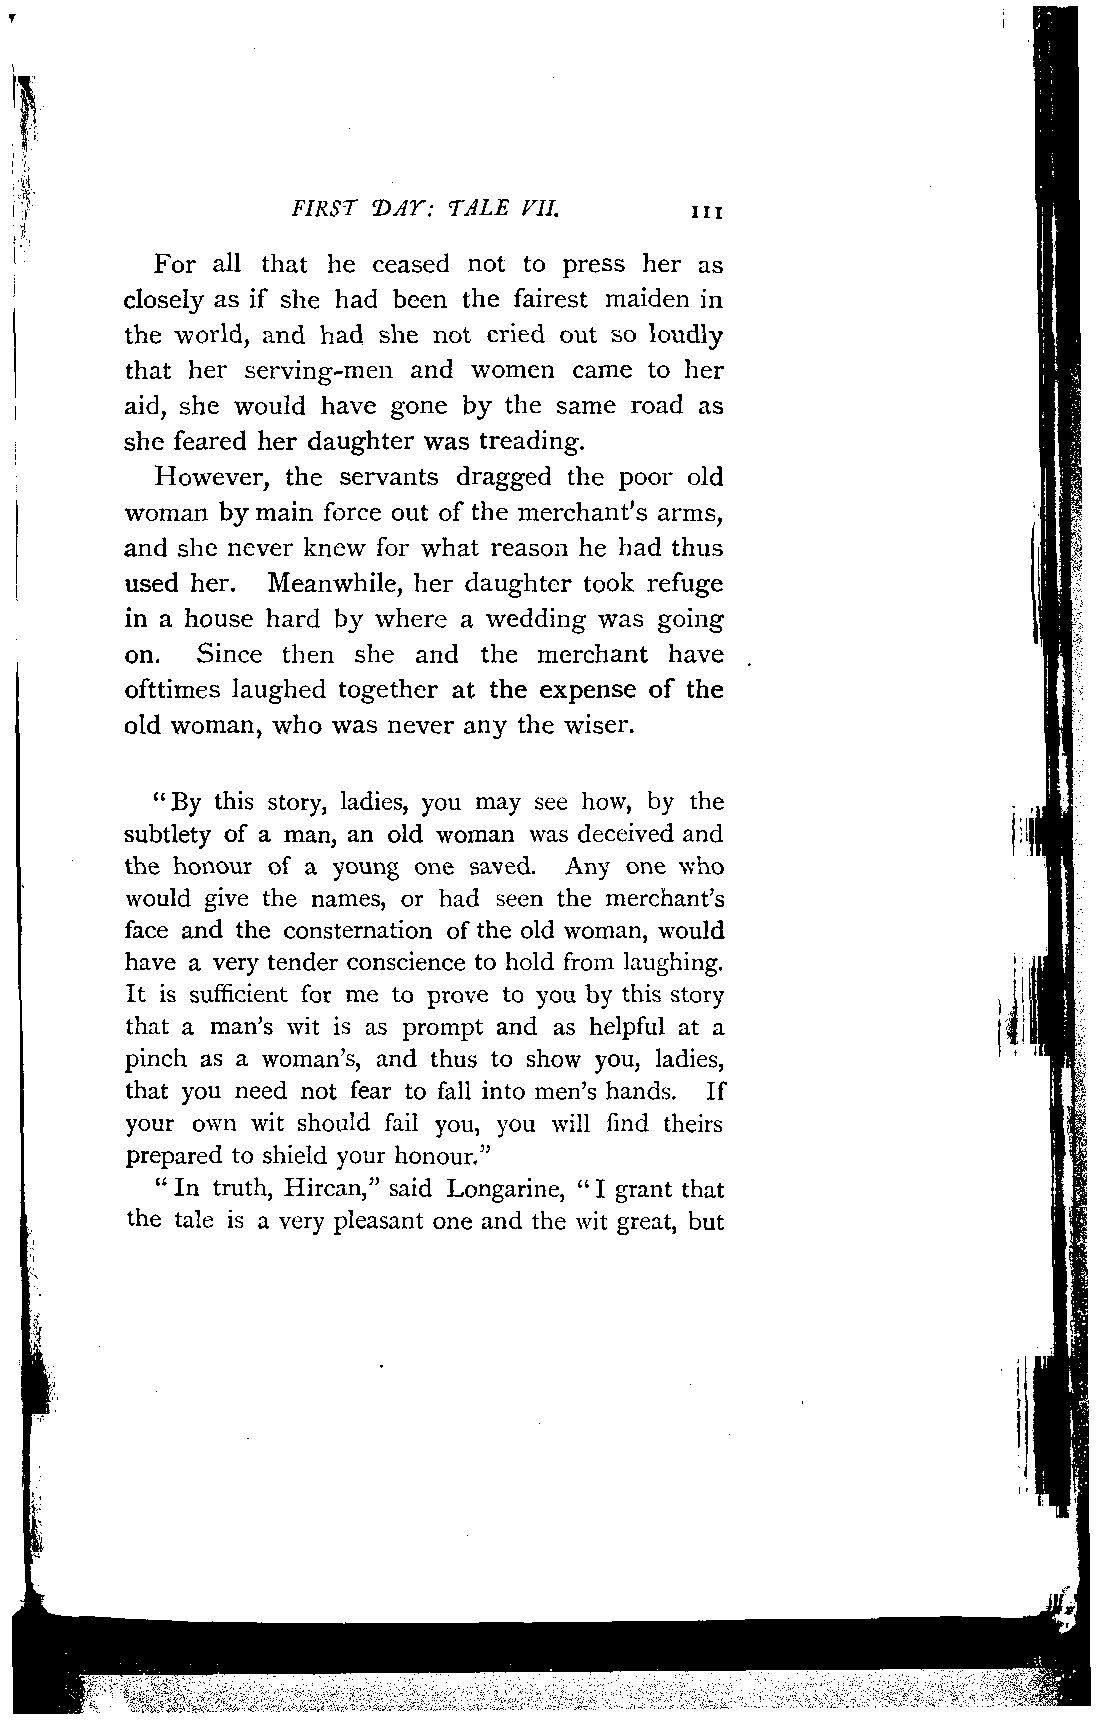 FIRST DAY: TALE VII. 111
For all that he ceased not to press her as
closely as if she had been the fairest maiden in
the world, and had she not cried out so loudly
that her serving-men and women came to her
aid, she would have gone by the same road as
she feared her daughter was treading.
However, the servants dragged the poor old
woman by main force out of the merchant's arms,
and she never knew for what reason he had thus
used her. Meanwhile, her daughter took refuge
in a house hard by where a wedding was going
on. Since then she and the merchant have
ofttimes laughed together at the expense of the
old woman, who was never any the wiser.
“By this story, ladies, you may see how, by the
subtlety of a man, an old woman was deceived and
the honour of a young one saved. Any one who
would give the names, or had seen the merchant's
face and the consternation of the old woman, would
have a very tender conscience to hold from laughing.
It is sufficient for me to prove to you by this story
that a man's wit is as prompt and as helpful at a
pinch as a woman's, and thus to show you, ladies,
that you need not fear to fall into men's hands. If
your own wit should fail you, you will find theirs
prepared to shield your honour.”
“In truth, Hircan,” said Longarine, “I grant that
the tale is a very pleasant one and the wit great, but